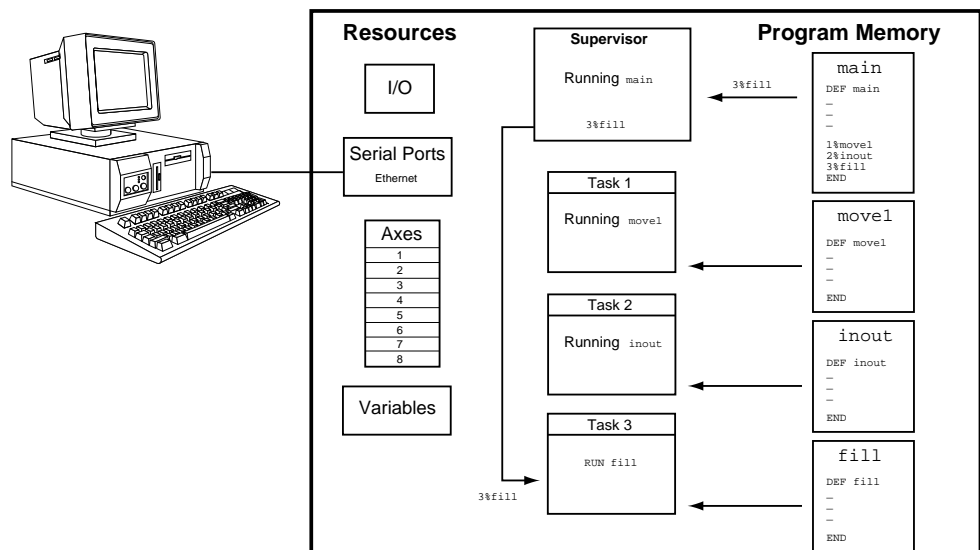 Resources
I/O
Serial Ports
Ethernet
Axes
1
2
3
4
5
6
7
8
Variables
Supervisor
Running main
3%fill
3%fill
3%fill
Task 1
Running move1
Task 2
Running inout
Task 3
RUN fill
Program Memory
main
DEF main
–
–
–
1%move1
2%inout
3%fill
END
move1
DEF move1
–
–
–
END
inout
DEF inout
–
–
–
END
fill
DEF fill
–
–
–
END